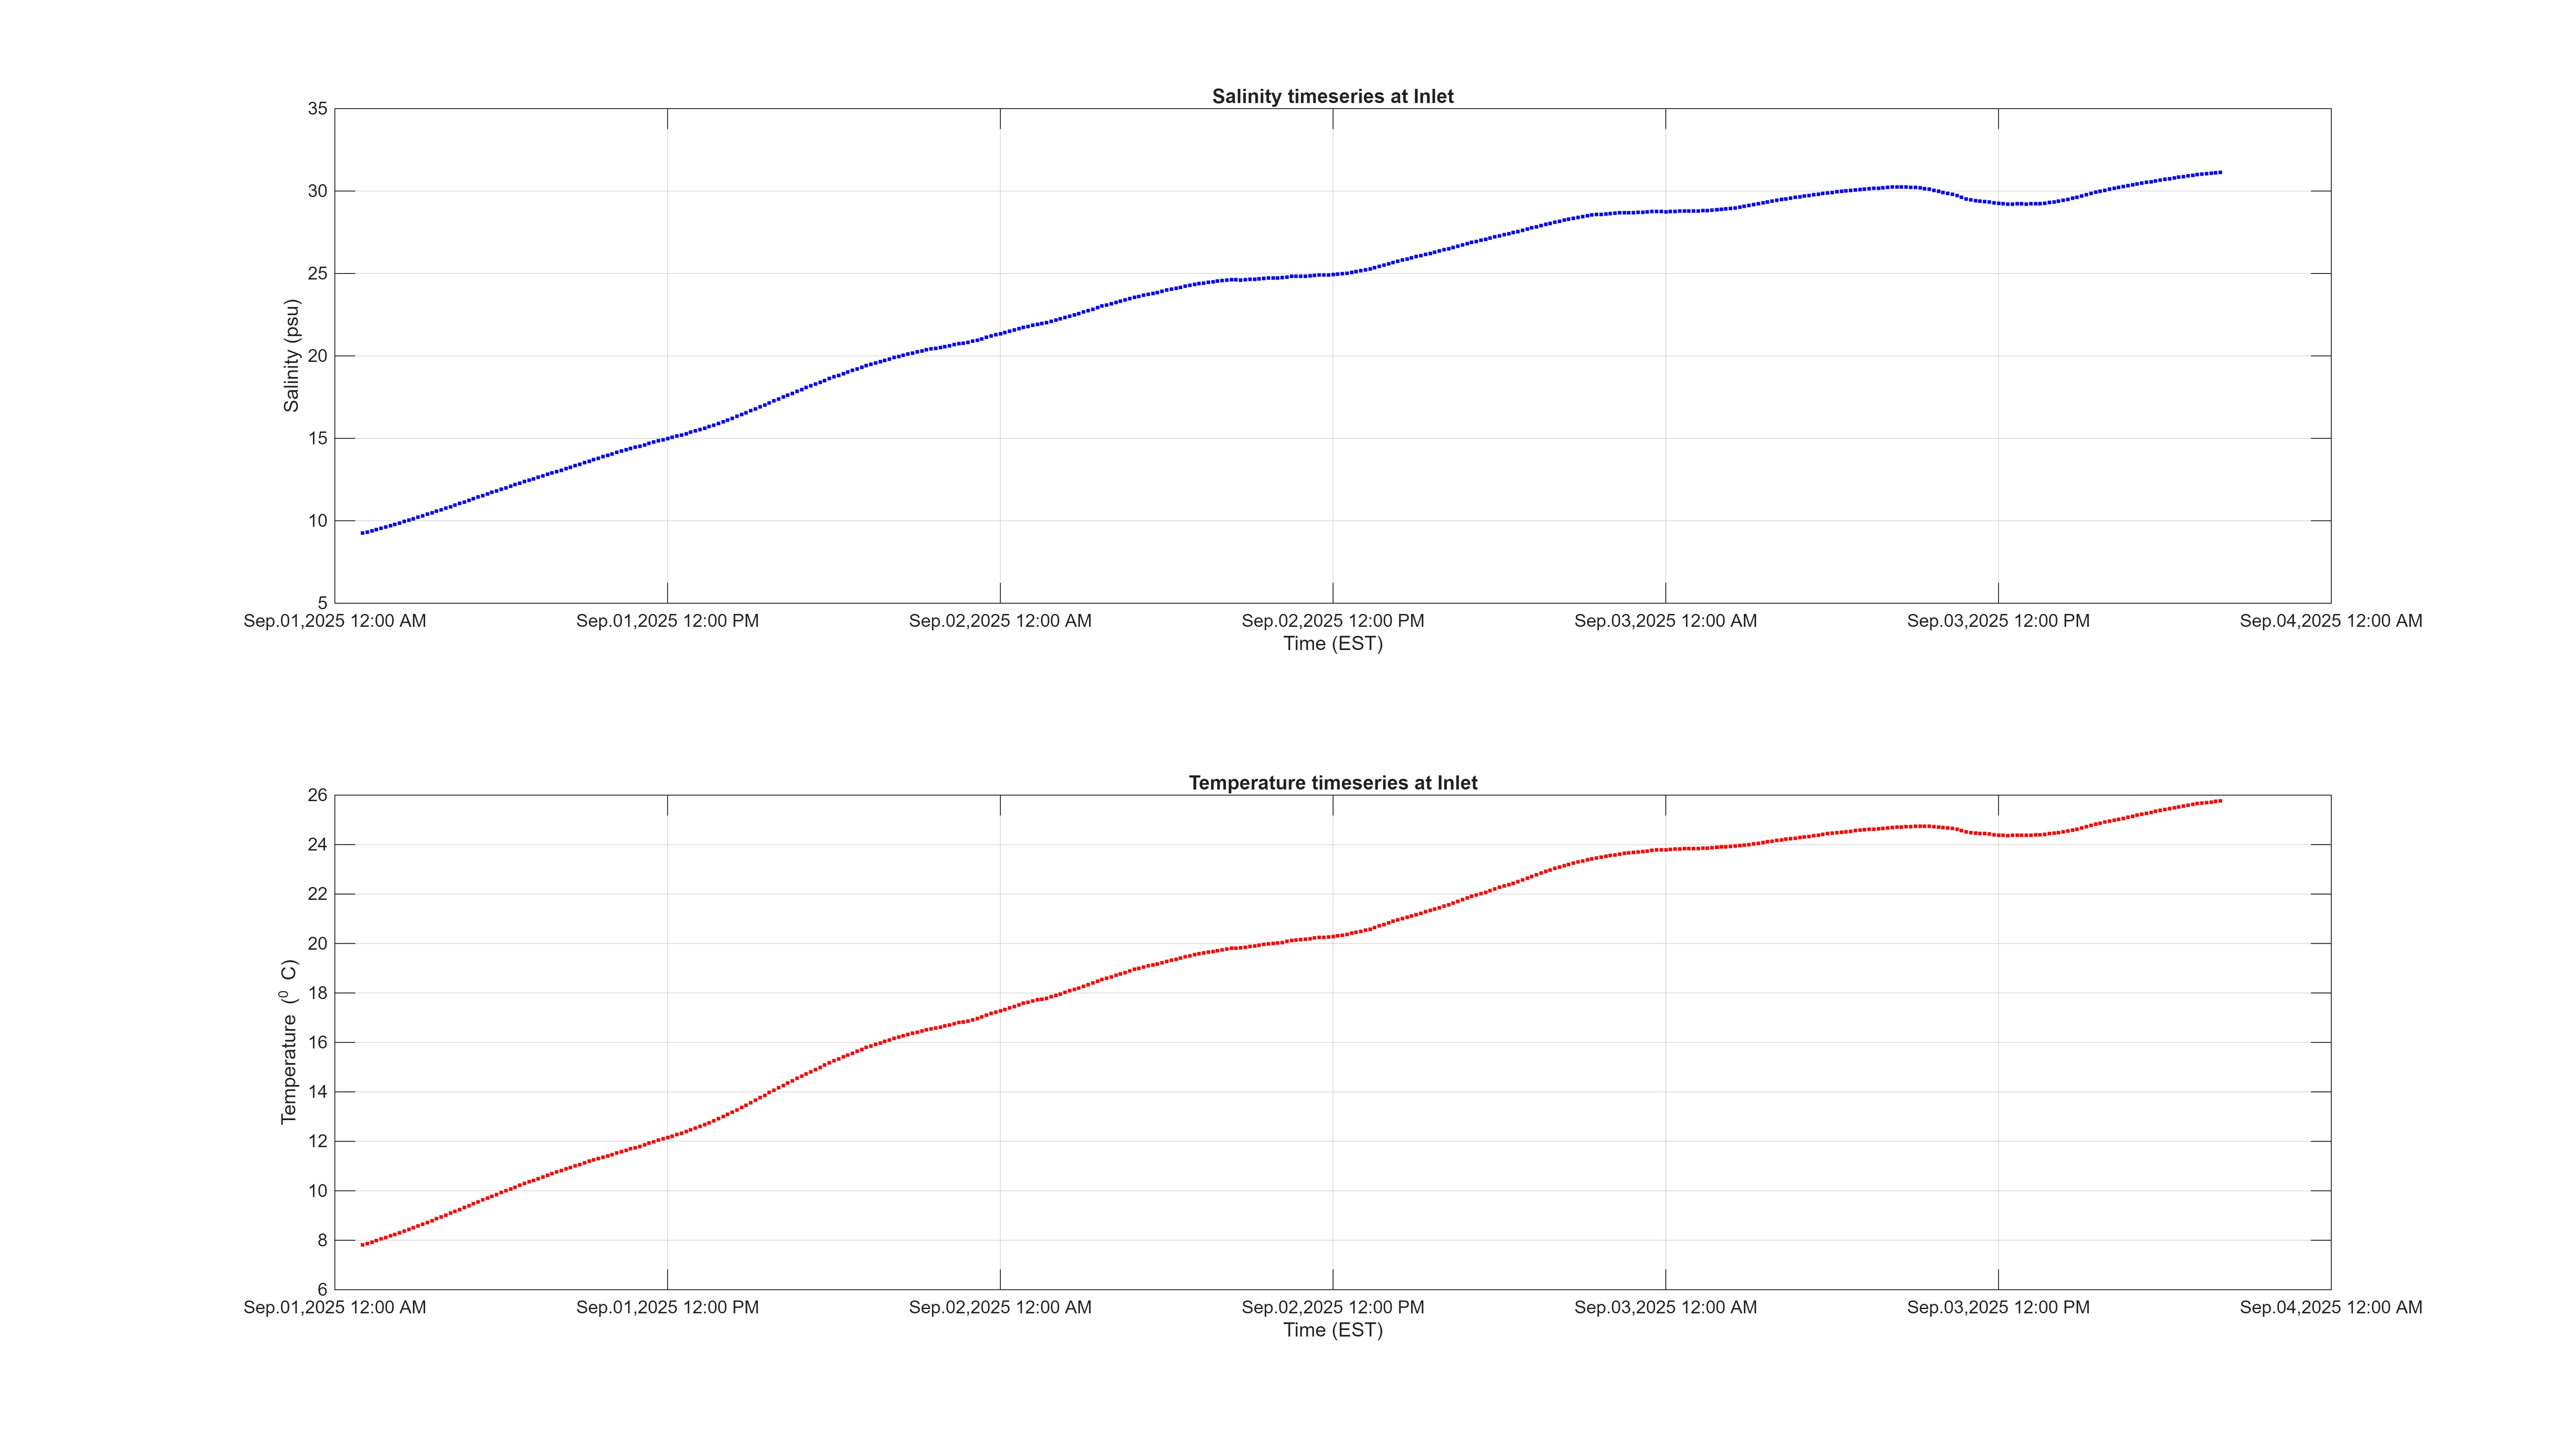 Salinity timeseries at Inlet
35
30
25
20
15
10
5
Salinity (psu)
Sep.01,2025 12:00 AM Sep.01,2025 12:00 PM Sep.02,2025 12:00 AM Sep.02,2025 12:00 PM Sep.03,2025 12:00 AM Sep.03,2025 12:00 PM Sep.04,2025 12:00 AM
Time (EST)
Temperature timeseries at Inlet
26
24
22
20
18
16
14
12
10
8
6
Temperature (⁰ C)
Sep.01,2025 12:00 AM Sep.01,2025 12:00 PM Sep.02,2025 12:00 AM Sep.02,2025 12:00 PM Sep.03,2025 12:00 AM Sep.03,2025 12:00 PM Sep.04,2025 12:00 AM
Time (EST)